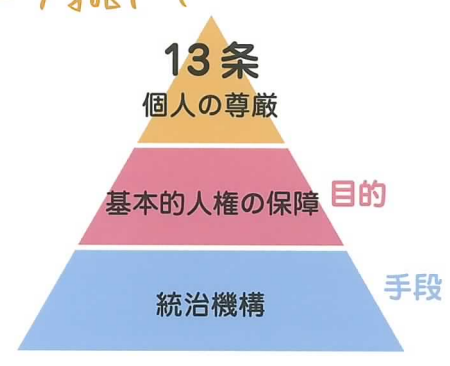 13条
個人の尊厳
基本的人権の保障 目的
手段
統治機構